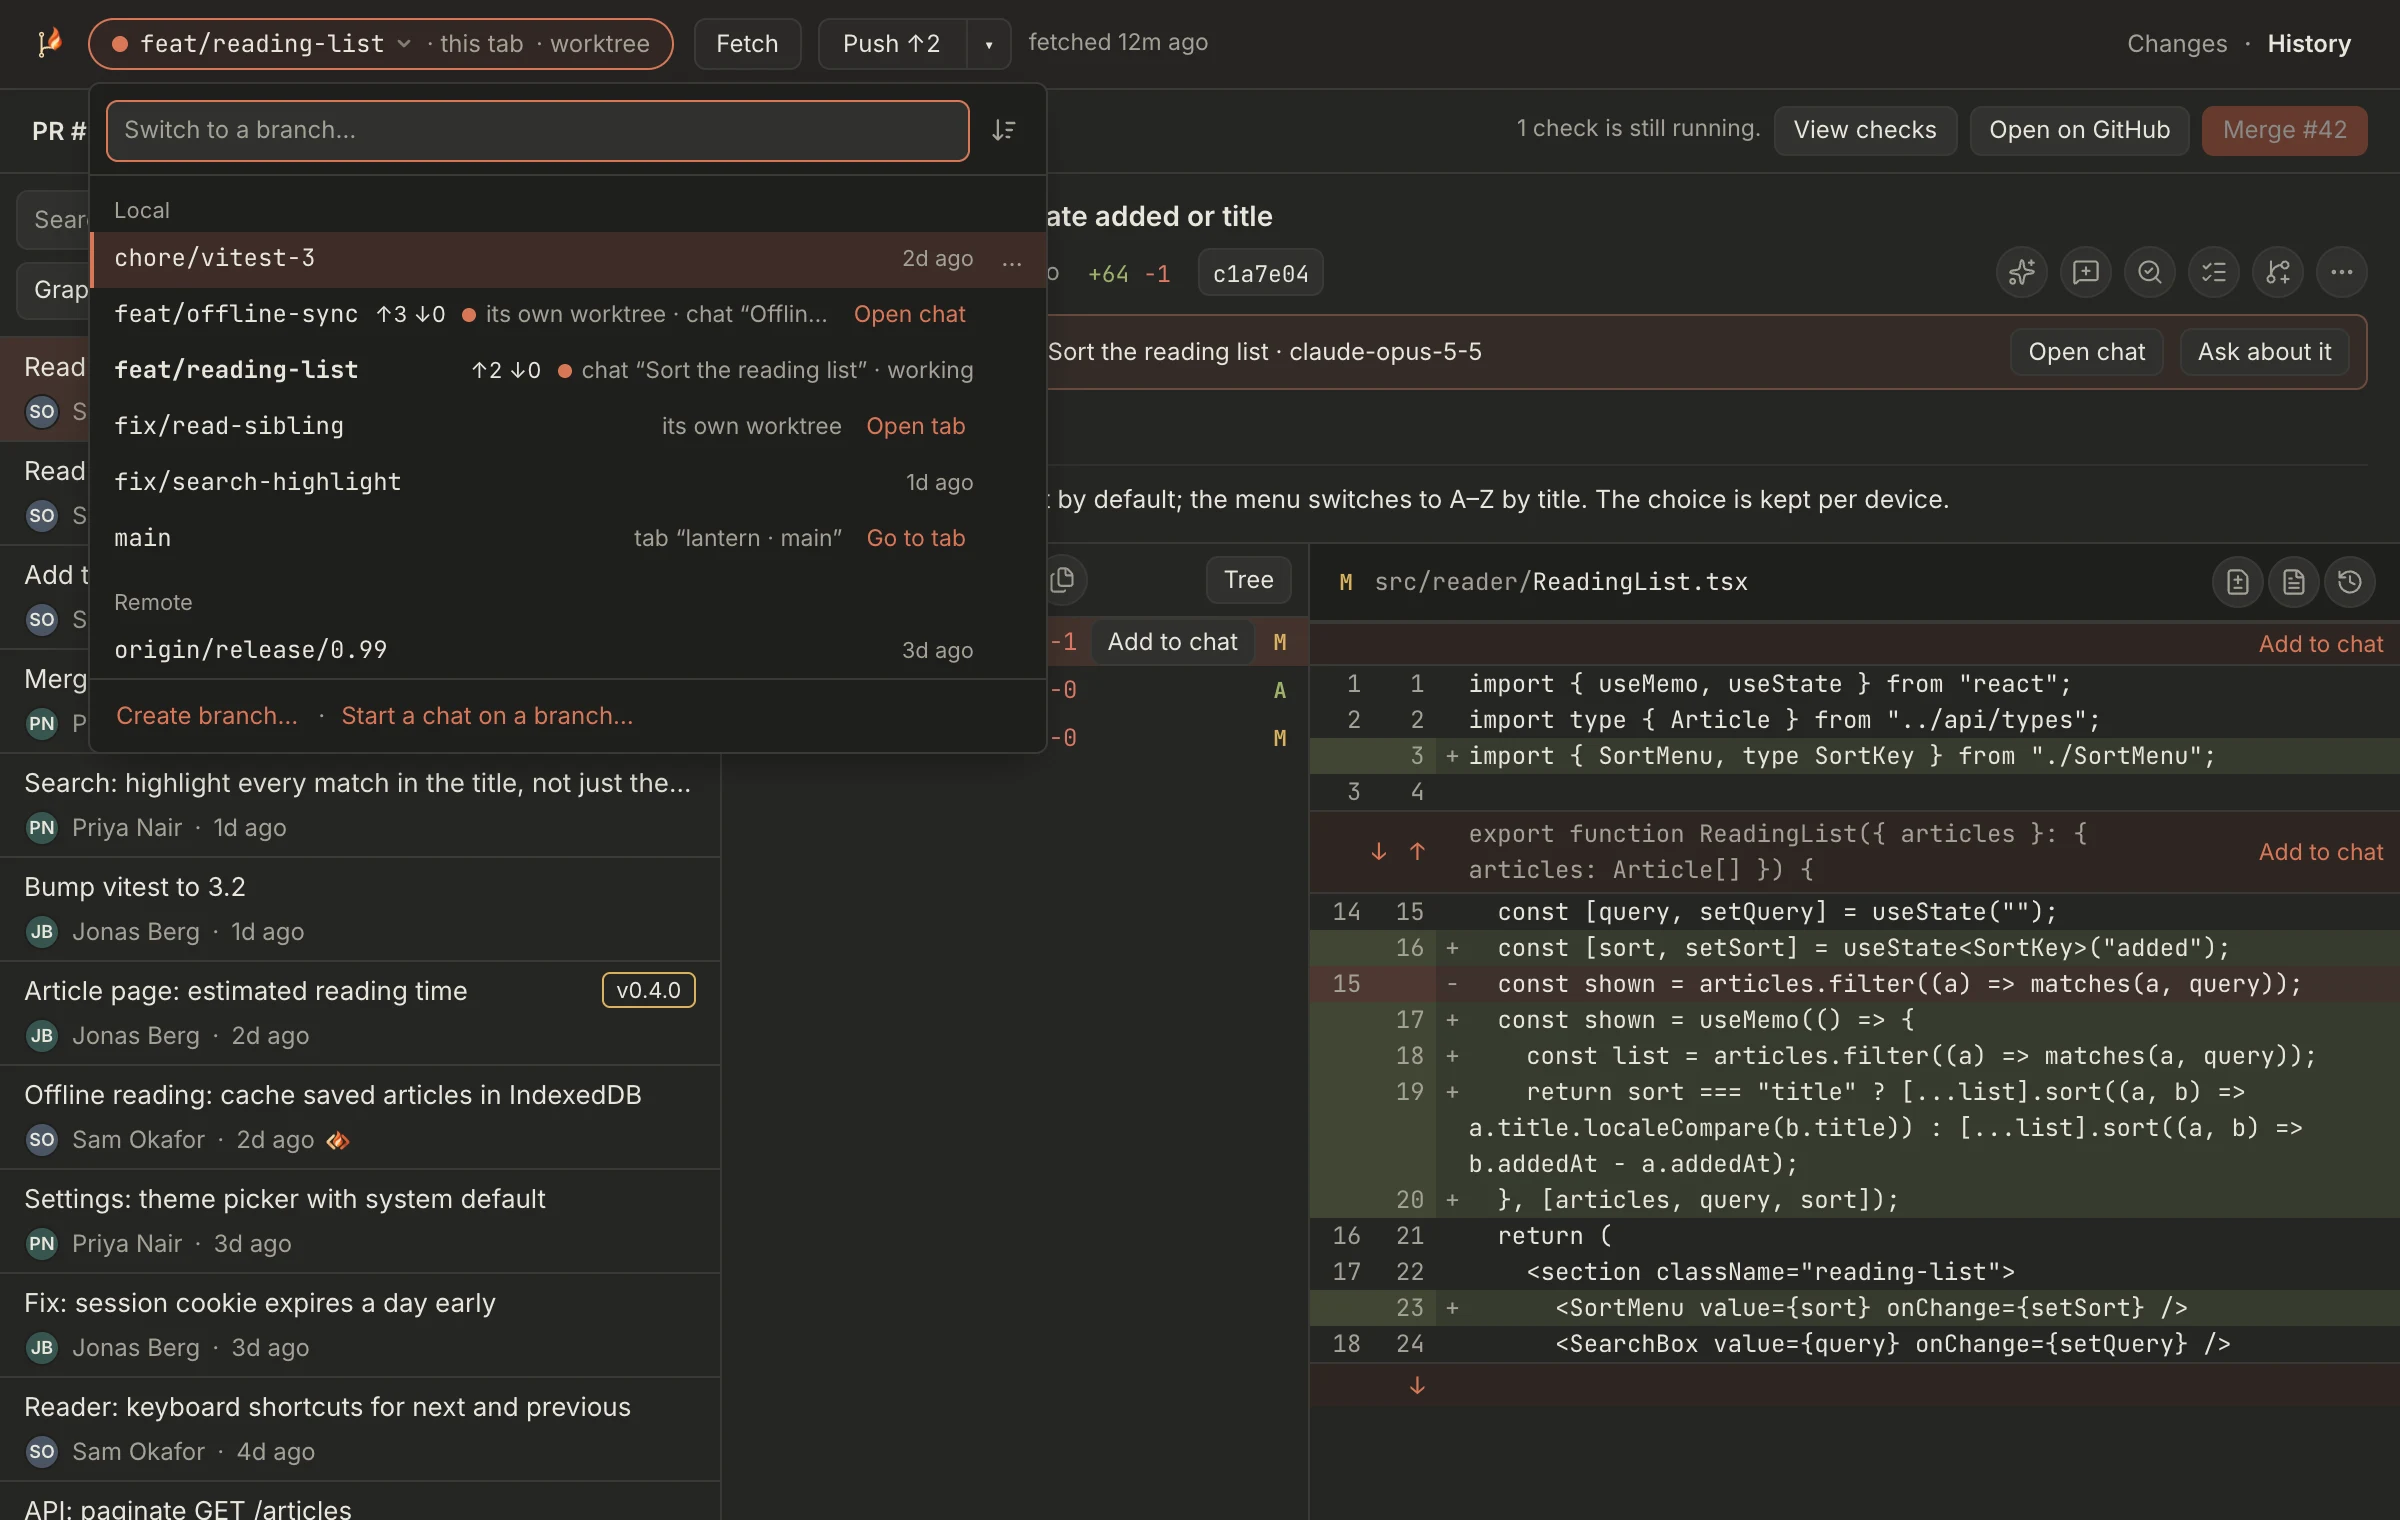 feat/reading-list · this tab · worktree Fetch Push ↑2 ▾ fetched 12m ago Changes · History
PR # 1 check is still running. View checks Open on GitHub Merge #42
Switch to a branch...
Local
chore/vitest-3 2d ago ...
feat/offline-sync ↑3 ↓0 its own worktree · chat “Offlin... Open chat
feat/reading-list ↑2 ↓0 chat “Sort the reading list” · working
fix/read-sibling its own worktree Open tab
fix/search-highlight 1d ago
main tab “lantern · main” Go to tab
Remote
origin/release/0.99 3d ago
Create branch... · Start a chat on a branch...
Sear
Grap
Read
SO S
Read
SO S
Add t
SO S
Merg
PN P
Search: highlight every match in the title, not just the...
PN Priya Nair · 1d ago
Bump vitest to 3.2
JB Jonas Berg · 1d ago
Article page: estimated reading time v0.4.0
JB Jonas Berg · 2d ago
Offline reading: cache saved articles in IndexedDB
SO Sam Okafor · 2d ago
Settings: theme picker with system default
PN Priya Nair · 3d ago
Fix: session cookie expires a day early
JB Jonas Berg · 3d ago
Reader: keyboard shortcuts for next and previous
SO Sam Okafor · 4d ago
API: paginate GET /articles
ate added or title
o +64 -1 c1a7e04
Sort the reading list · claude-opus-5-5 Open chat Ask about it
by default; the menu switches to A–Z by title. The choice is kept per device.
Tree
-1 Add to chat M
-0 A
-0 M
M src/reader/ReadingList.tsx
Add to chat
1 1 import { useMemo, useState } from "react";
2 2 import type { Article } from "../api/types";
3 + import { SortMenu, type SortKey } from "./SortMenu";
3 4
↓ ↑ export function ReadingList({ articles }: {
articles: Article[] }) { Add to chat
14 15 const [query, setQuery] = useState("");
16 + const [sort, setSort] = useState<SortKey>("added");
15 - const shown = articles.filter((a) => matches(a, query));
17 + const shown = useMemo(() => {
18 + const list = articles.filter((a) => matches(a, query));
19 + return sort === "title" ? [...list].sort((a, b) =>
a.title.localeCompare(b.title)) : [...list].sort((a, b) =>
b.addedAt - a.addedAt);
20 + }, [articles, query, sort]);
16 21 return (
17 22 <section className="reading-list">
23 + <SortMenu value={sort} onChange={setSort} />
18 24 <SearchBox value={query} onChange={setQuery} />
↓